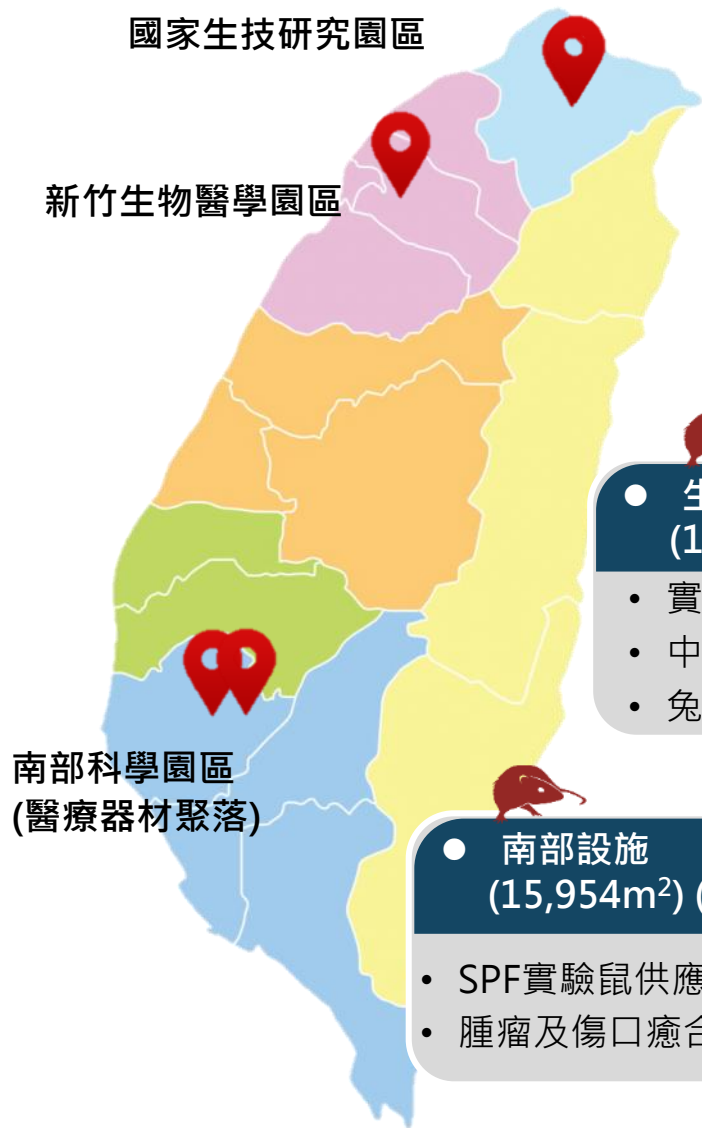 國家生技研究園區
新竹生物醫學園區
南部科學園區
(醫療器材聚落)
● 生
(1
• 實
• 中
• 兔
● 南部設施
(15,954m²) (
• SPF實驗鼠供應
• 腫瘤及傷口癒合